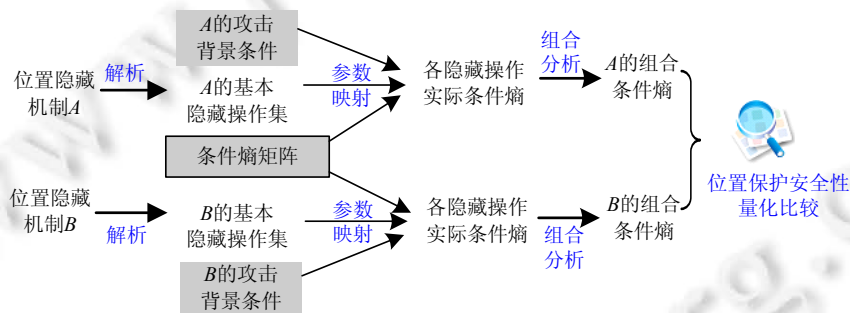 A的攻击
背景条件
位置隐藏
机制A
解析
A的基本
隐藏操作集
参数
映射
各隐藏操作
实际条件熵
组合
分析
A的组合
条件熵
条件熵矩阵
位置保护安全性
量化比较
位置隐藏
机制B
解析
B的基本
隐藏操作集
参数
映射
各隐藏操作
实际条件熵
组合
分析
B的组合
条件熵
B的攻击
背景条件